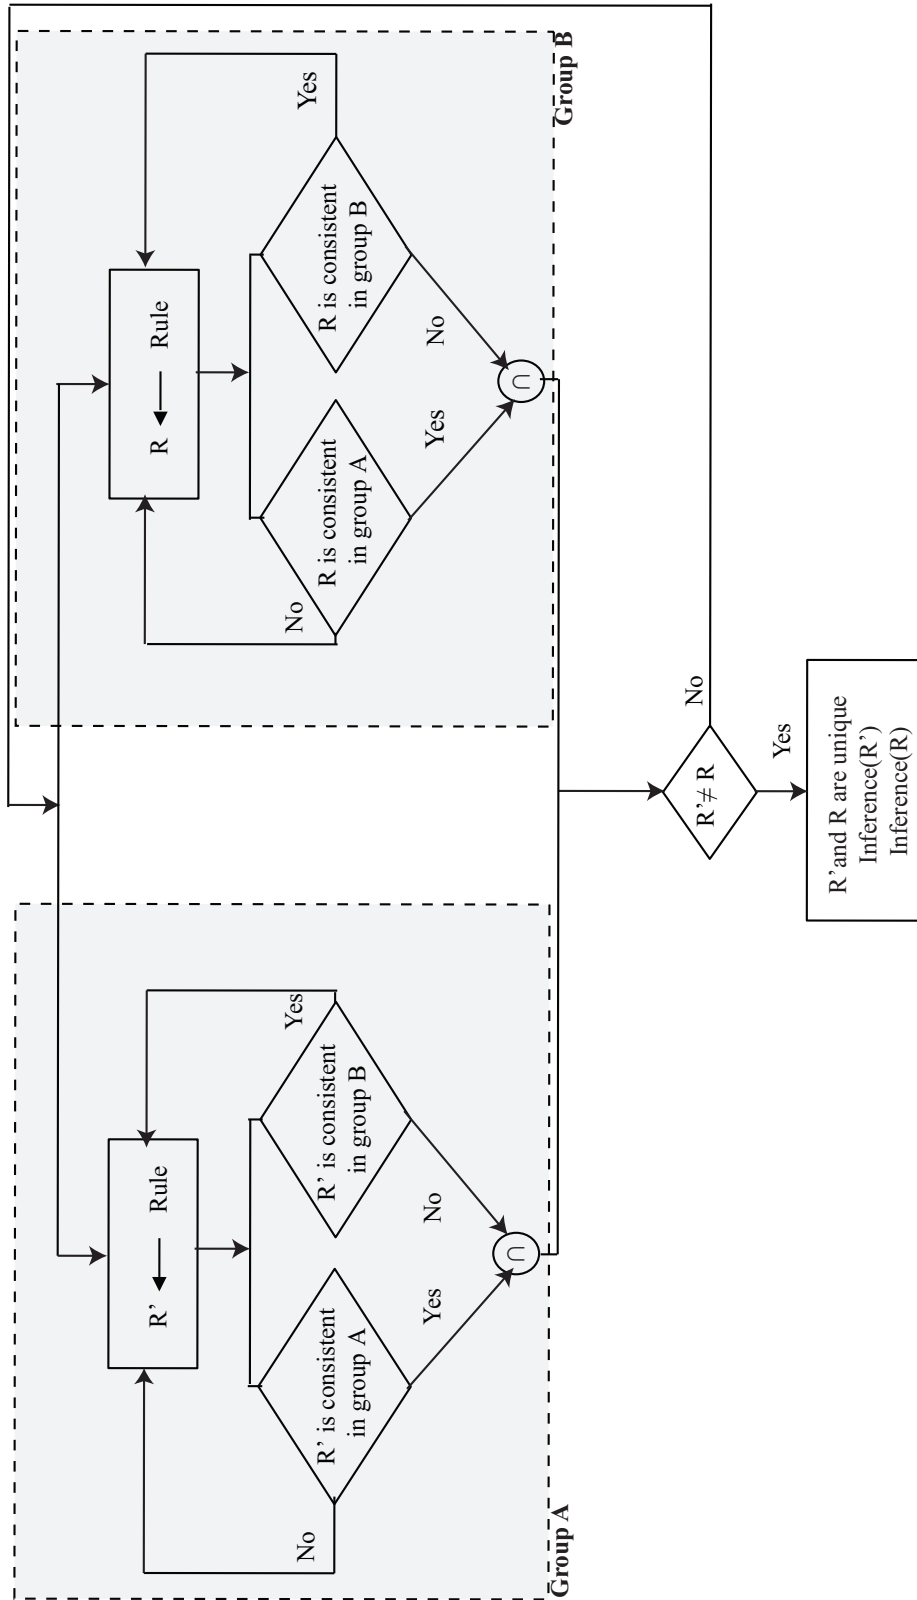 R’ ← Rule
R’ is consistent
in group A
R’ is consistent
in group B
No
Yes
Yes
No
∩
Group A
R ← Rule
R is consistent
in group A
R is consistent
in group B
No
Yes
Yes
No
∩
Group B
R’≠ R
No
Yes
R’and R are unique
Inference(R’)
Inference(R)